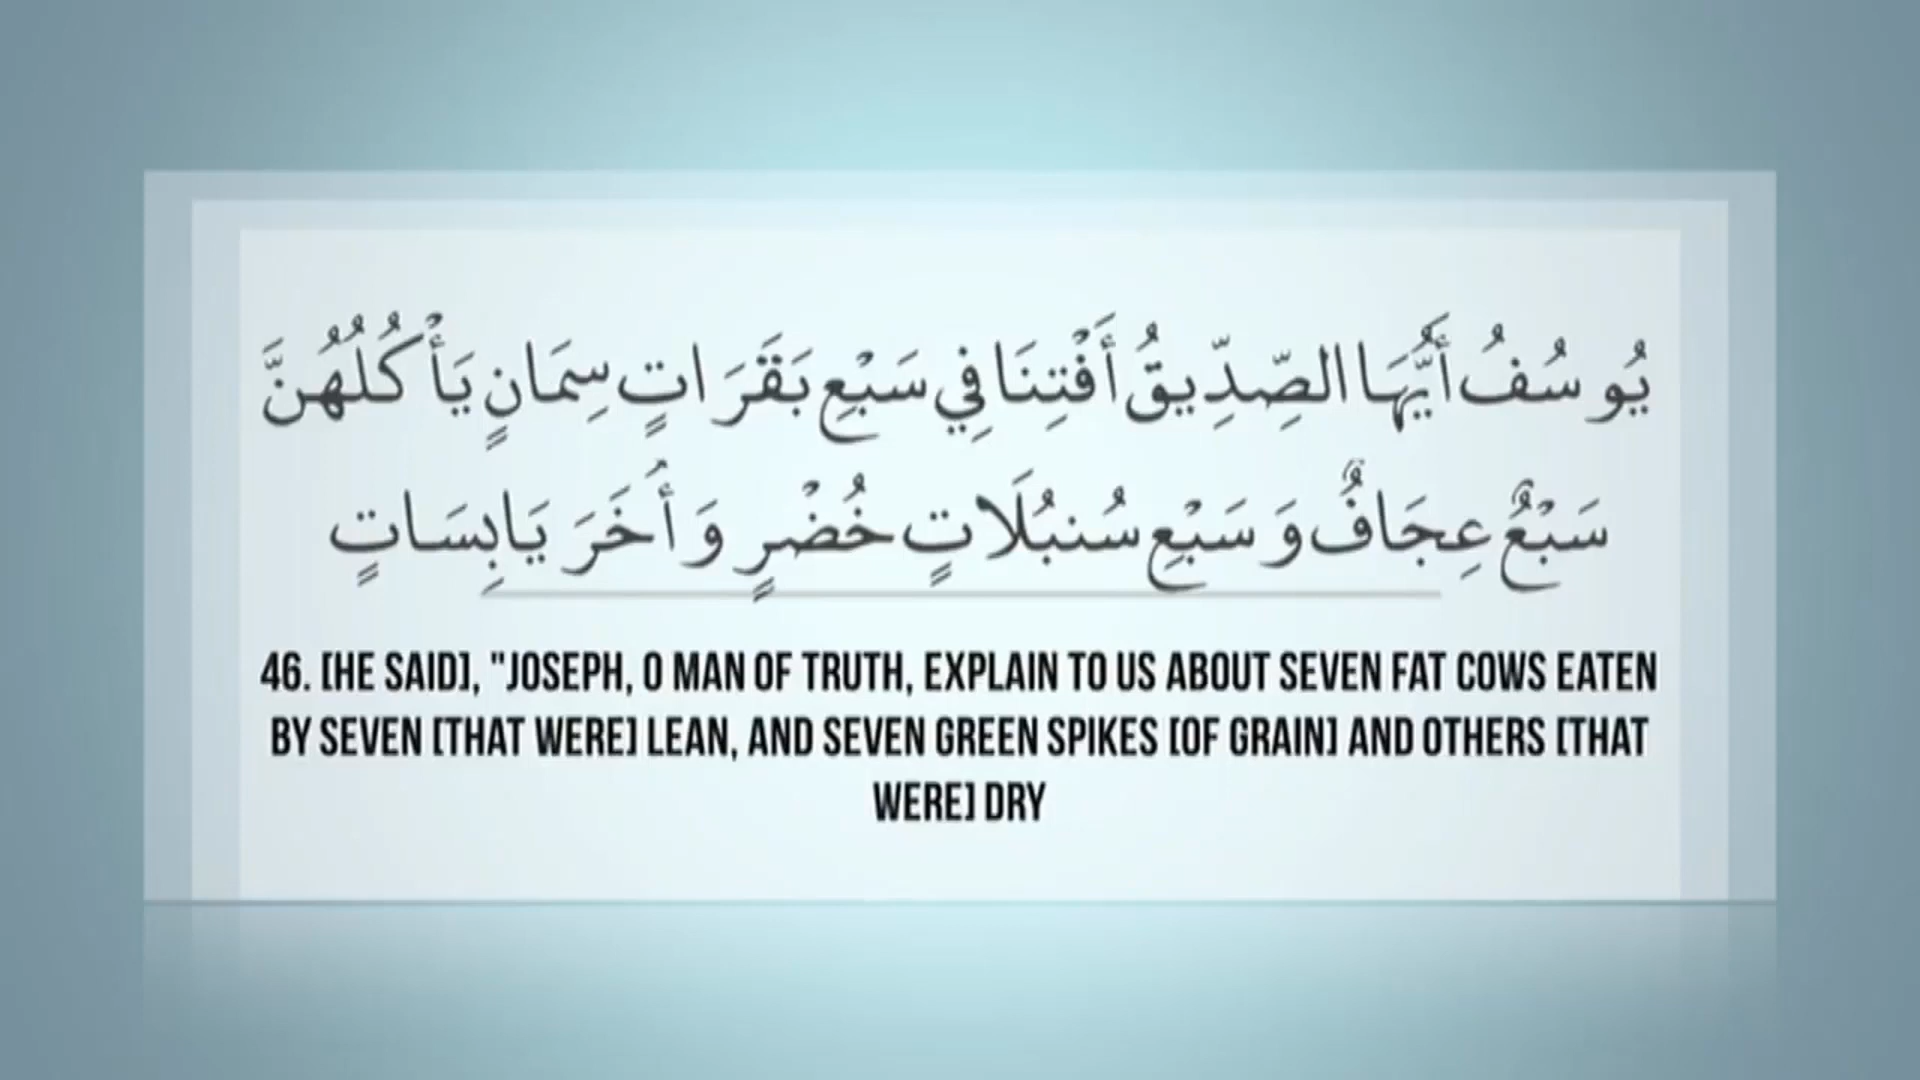 يُوسُفُ أَيُّهَا الصِّدِّيقُ أَفْتِنَا فِي سَبْعِ بَقَرَاتٍ سِمَانٍ يَأْكُلُهُنَّ
سَبْعٌ عِجَافٌ وَسَبْعِ سُنبُلَاتٍ خُضْرٍ وَأُخَرَ يَابِسَاتٍ
46. [HE SAID], "JOSEPH, O MAN OF TRUTH, EXPLAIN TO US ABOUT SEVEN FAT COWS EATEN
BY SEVEN [THAT WERE] LEAN, AND SEVEN GREEN SPIKES [OF GRAIN] AND OTHERS [THAT
WERE] DRY